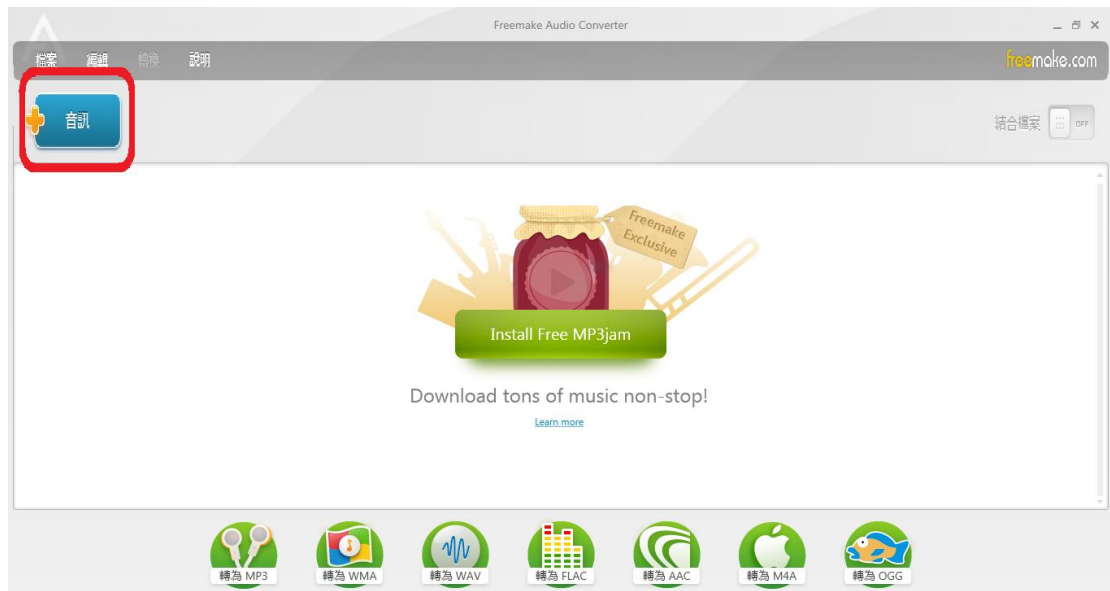 Freemake Audio Converter
檔案 編輯 轉換 說明
freemake.com
音訊
結合檔案 OFF
Freemake
Exclusive
Install Free MP3jam
Download tons of music non-stop!
Learn more
轉為 MP3 轉為 WMA 轉為 WAV 轉為 FLAC 轉為 AAC 轉為 M4A 轉為 OGG